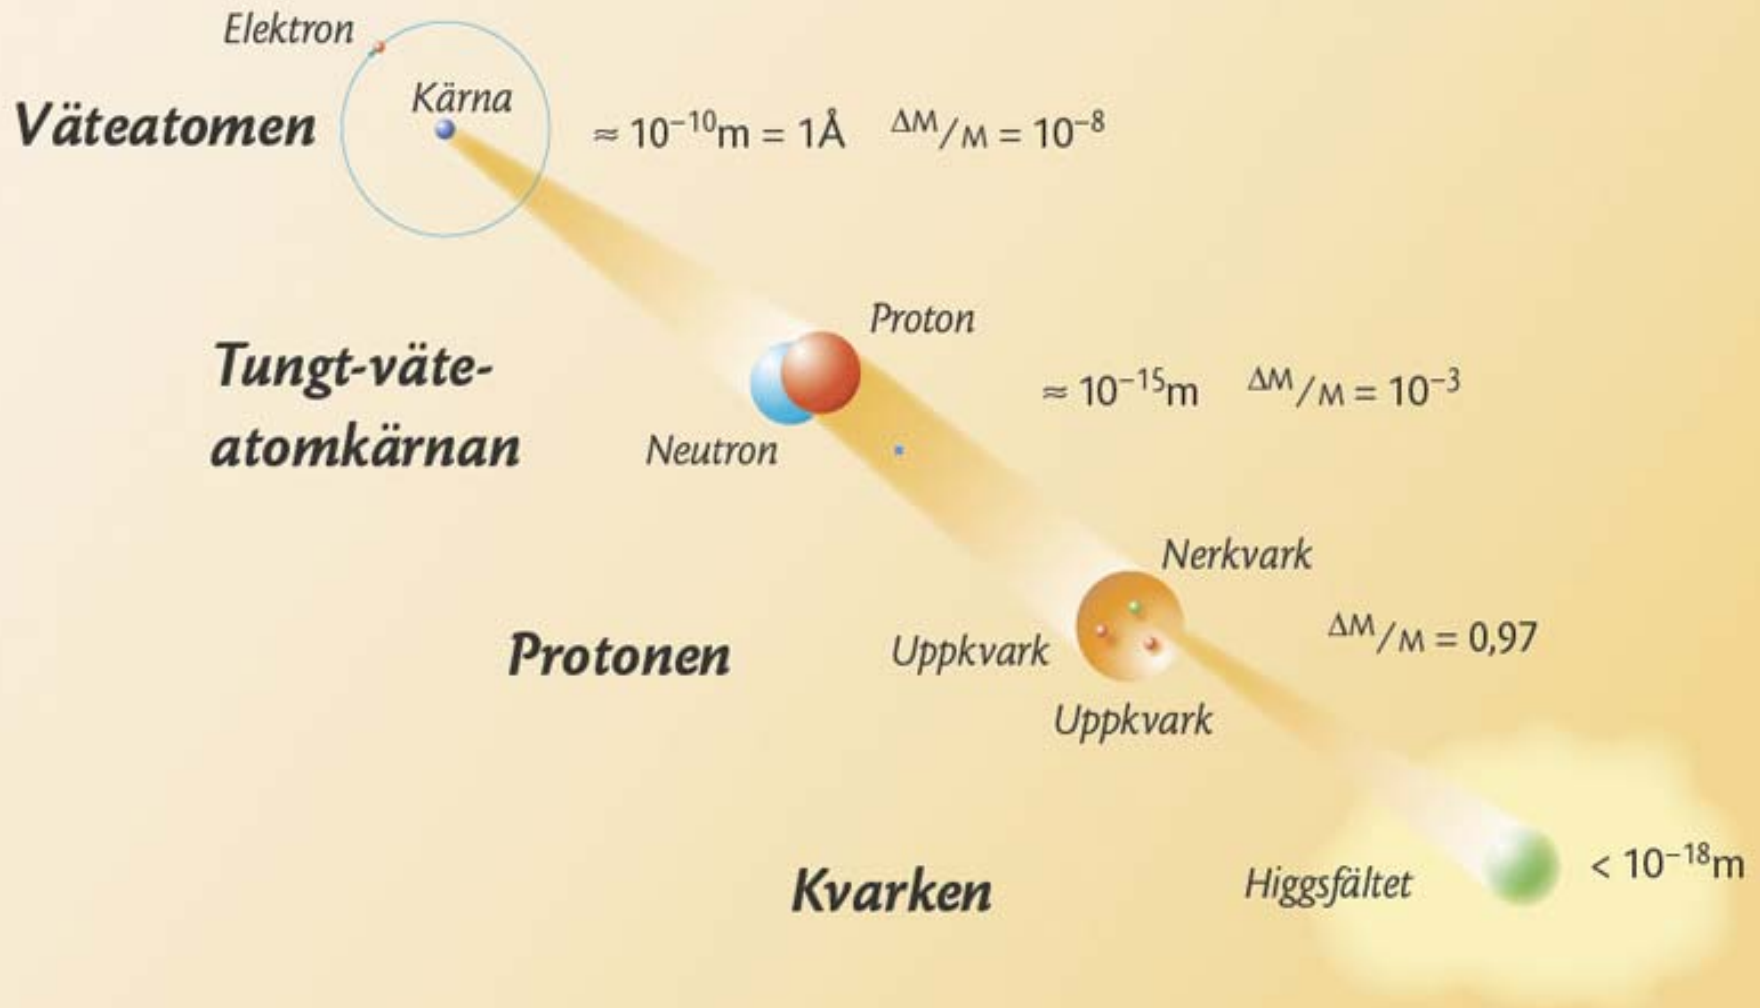 Elektron
Kärna
Väteatomen
≈ 10⁻¹⁰m = 1Å ΔM/M = 10⁻⁸
Proton
Tungt-väte-
atomkärnan
≈ 10⁻¹⁵m ΔM/M = 10⁻³
Neutron
Nerkvark
Protonen
Uppkvark
ΔM/M = 0,97
Uppkvark
Kvarken
Higgsfältet
< 10⁻¹⁸m